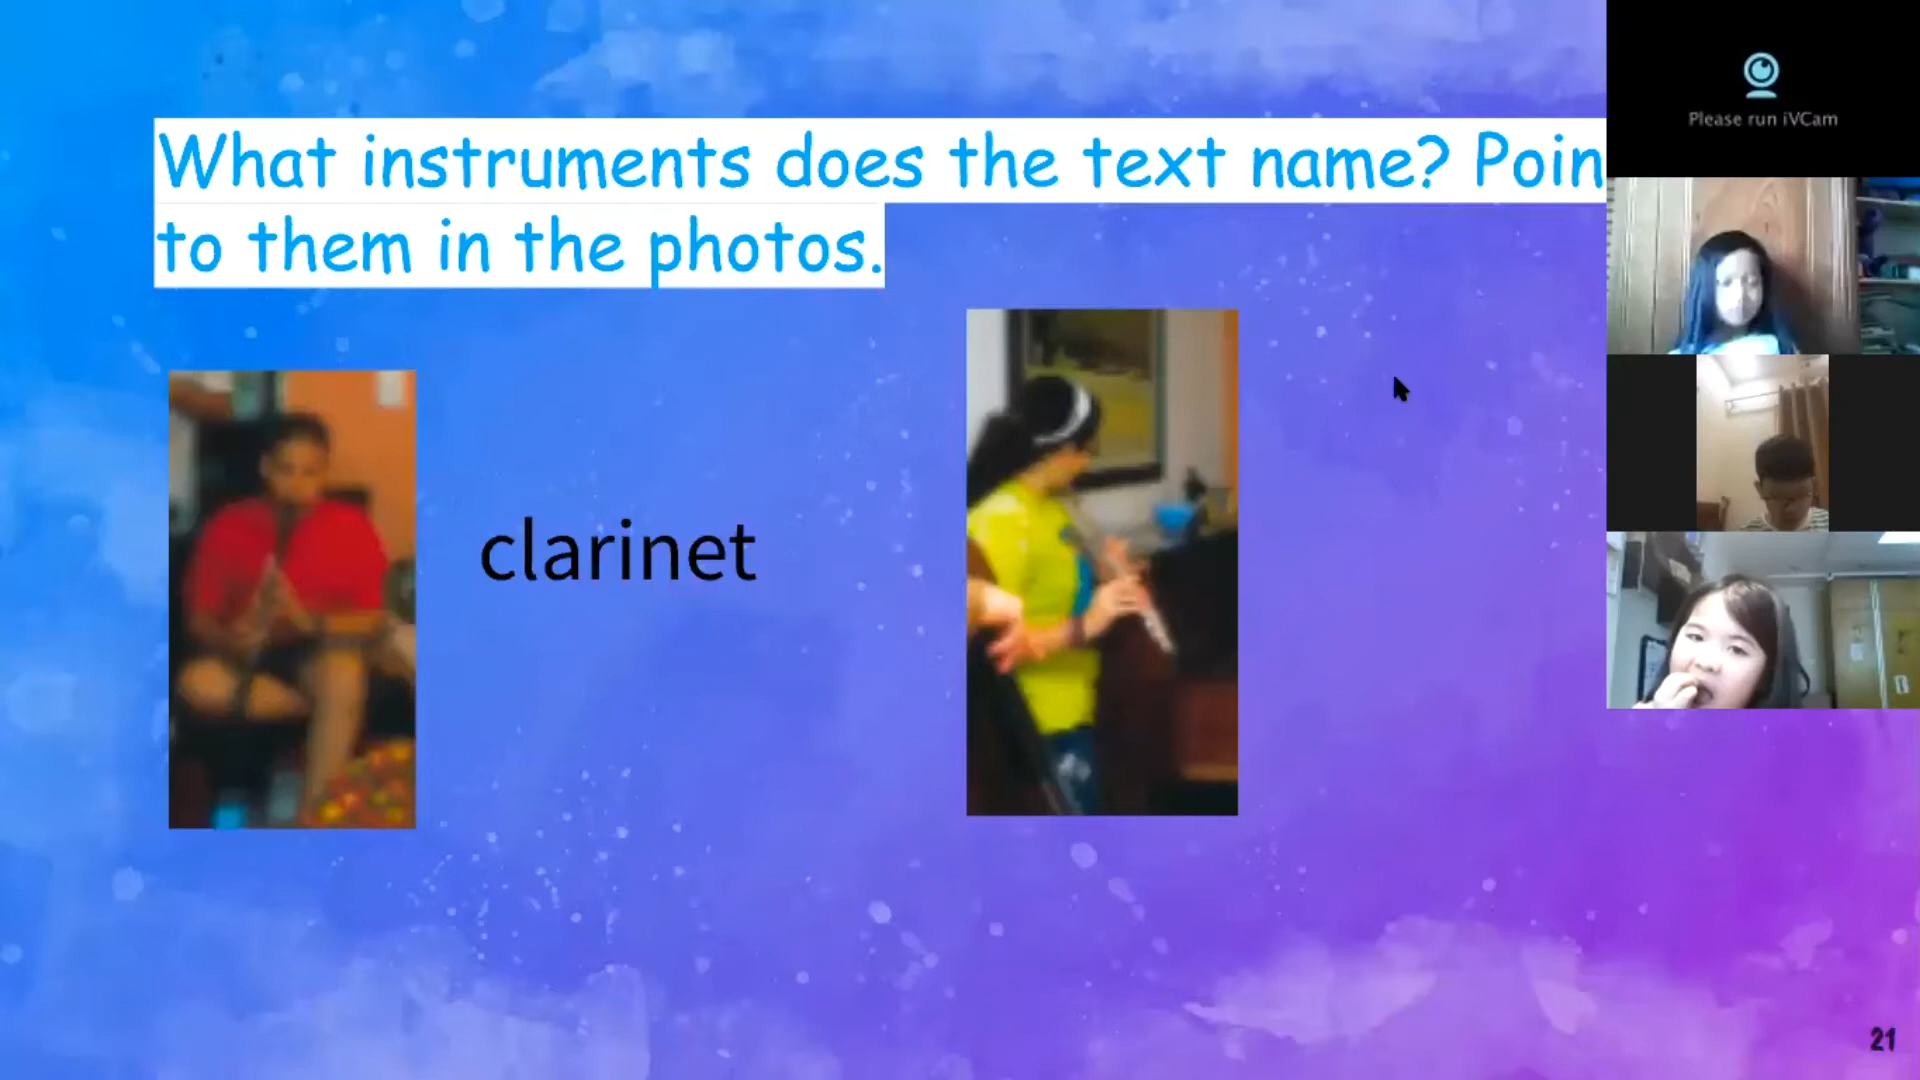 What instruments does the text name? Poin
to them in the photos.
clarinet
Please run iVCam
21